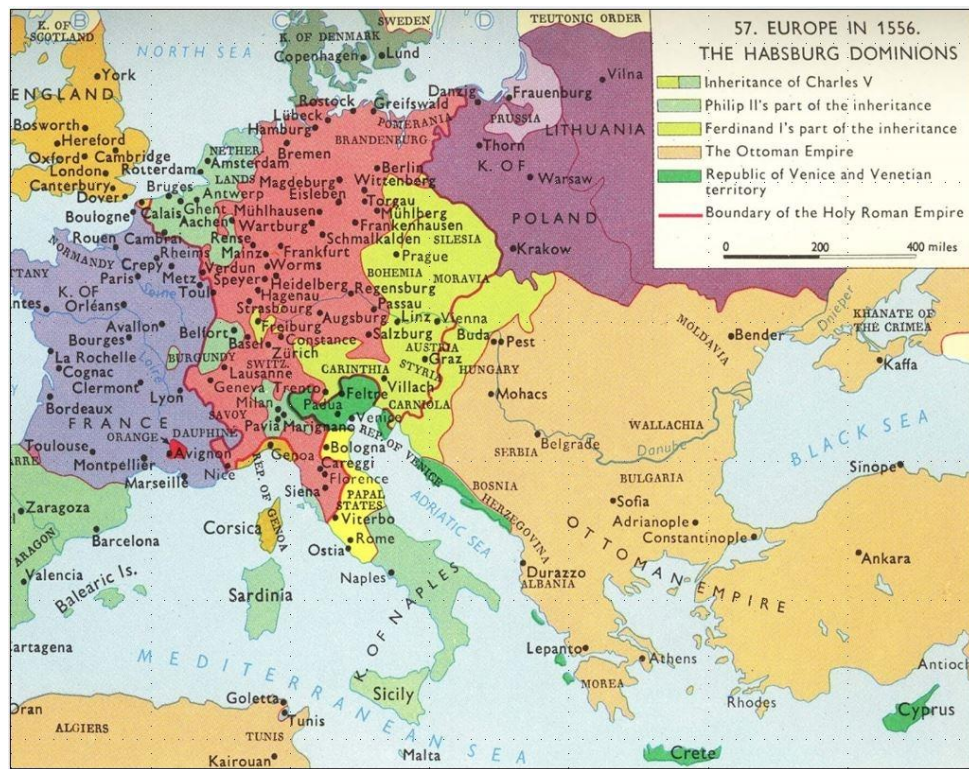 B
C
D
K. OF
SCOTLAND
NORTH SEA
K. OF DENMARK
Copenhagen
SWEDEN
Lund
TEUTONIC ORDER
57. EUROPE IN 1556.
THE HABSBURG DOMINIONS
Inheritance of Charles V
Philip II's part of the inheritance
Ferdinand I's part of the inheritance
The Ottoman Empire
Republic of Venice and Venetian
territory
Boundary of the Holy Roman Empire
0 200 400 miles
York
ENGLAND
Bosworth
Hereford
Cambridge
Oxford
London
Canterbury
Dover
Boulogne
Calais
Rostock
Lübeck
Hamburg
Greifswald
POMERANIA
BRANDENBURG
Bremen
Danzig
Frauenburg
PRUSSIA
Vilna
LITHUANIA
Thorn
K. OF
POLAND
Warsaw
Krakow
NETHER
LANDS
Amsterdam
Rotterdam
Bruges
Antwerp
Ghent
Aachen
Berlin
Wittenberg
Magdeburg
Eisleben
Torgau
Mühlberg
Mühlhausen
Frankenhausen
Wartburg
Schmalkalden
SILESIA
Rouen
Cambrai
NORMANDY
Rheims
Crepy
Paris
Verdun
Metz
Toul
Rense
Mainz
Frankfurt
Worms
Speyer
Heidelberg
Hagenau
Strasbourg
Prague
BOHEMIA
MORAVIA
Regensburg
Passau
TTANY
antes
K. OF
FRANCE
Orléans
Seine
Loire
Avallon
Bourges
La Rochelle
Cognac
Clermont
Bordeaux
Lyon
Belfort
BURGUNDY
Freiburg
Basel
Constance
Zürich
Augsburg
Salzburg
Linz
Vienna
AUSTRIA
Graz
STYRIA
Buda
Pest
HUNGARY
Mohacs
SWITZ.
Lausanne
Geneva
SAVOY
Trento
CARINTHIA
Villach
CARNIOLA
Feltre
Milan
Padua
Pavia
Marignano
Venice
REP. OF VENICE
DAUPHINÉ
ORANGE
Avignon
Toulouse
Montpellier
Marseille
Nice
Genoa
REP. OF GENOA
Bologna
Careggi
Florence
Siena
PAPAL
STATES
Viterbo
Rome
Ostia
Naples
K. OF NAPLES
ADRIATIC SEA
Corsica
Sardinia
Sicily
ARRE
Zaragoza
ARAGON
Barcelona
Valencia
Balearic Is.
artagena
MEDITERRANEAN SEA
Oran
ALGIERS
Goletta
Tunis
TUNIS
Kairouan
Malta
MOLDAVIA
Bender
Dnieper
KHANATE
OF THE CRIMEA
Kaffa
WALLACHIA
Danube
Belgrade
SERBIA
BOSNIA
HERZEGOVINA
BULGARIA
Sofia
BLACK SEA
Sinope
Adrianople
Constantinople
Ankara
OTTOMAN EMPIRE
Durazzo
ALBANIA
Lepanto
Athens
MOREA
Rhodes
Antioch
Cyprus
Crete